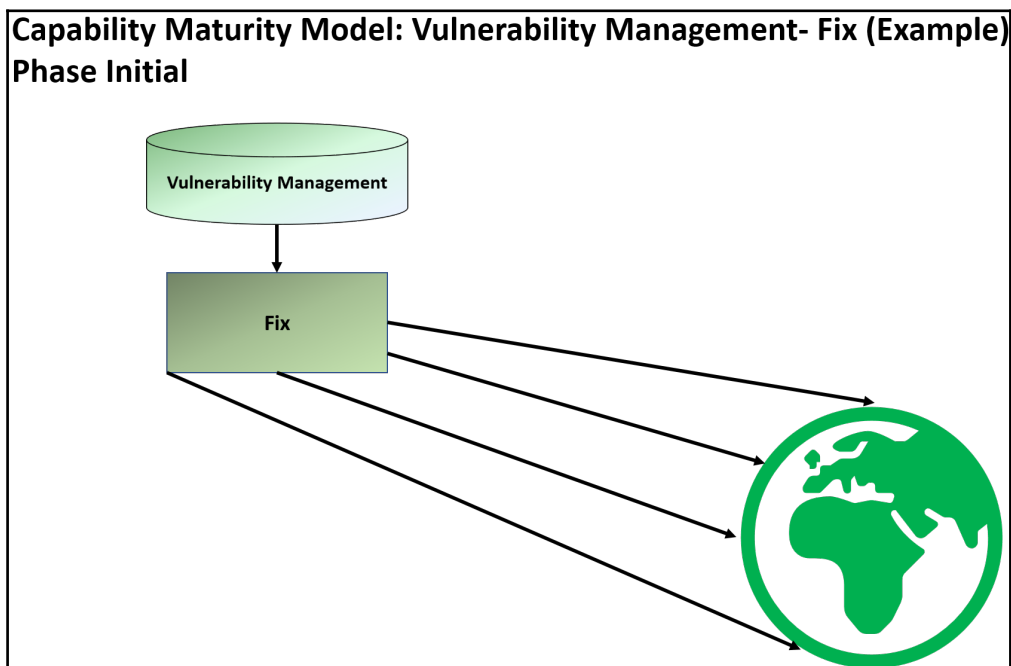 Capability Maturity Model: Vulnerability Management- Fix (Example)
Phase Initial
Vulnerability Management
Fix